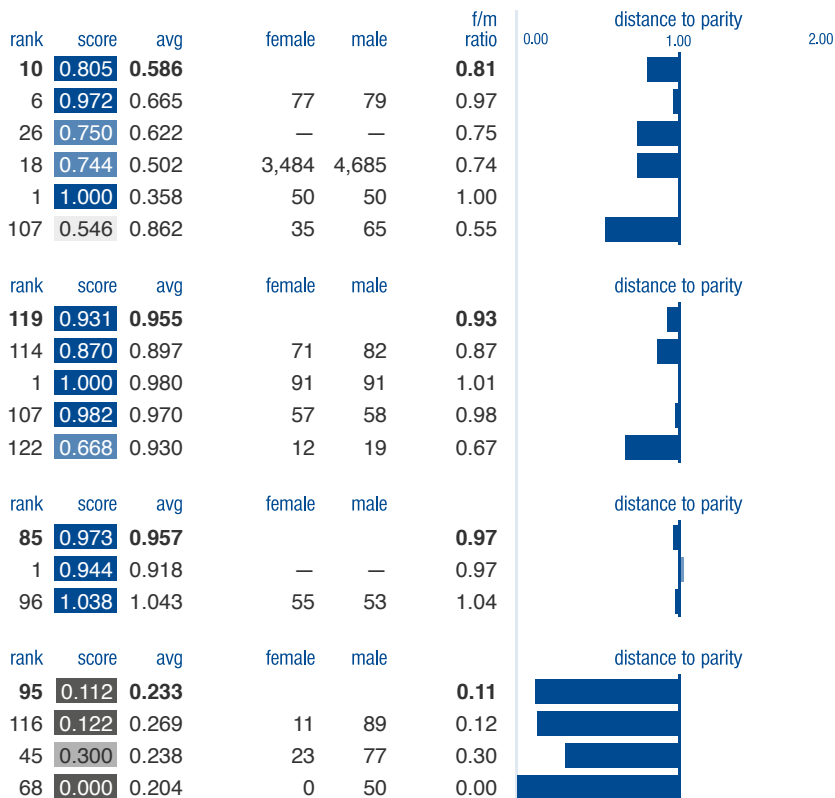 f/m distance to parity
rank score avg female male ratio 0.00 1.00 2.00
10 0.805 0.586 0.81
6 0.972 0.665 77 79 0.97
26 0.750 0.622 — — 0.75
18 0.744 0.502 3,484 4,685 0.74
1 1.000 0.358 50 50 1.00
107 0.546 0.862 35 65 0.55
rank score avg female male distance to parity
119 0.931 0.955 0.93
114 0.870 0.897 71 82 0.87
1 1.000 0.980 91 91 1.01
107 0.982 0.970 57 58 0.98
122 0.668 0.930 12 19 0.67
rank score avg female male distance to parity
85 0.973 0.957 0.97
1 0.944 0.918 — — 0.97
96 1.038 1.043 55 53 1.04
rank score avg female male distance to parity
95 0.112 0.233 0.11
116 0.122 0.269 11 89 0.12
45 0.300 0.238 23 77 0.30
68 0.000 0.204 0 50 0.00